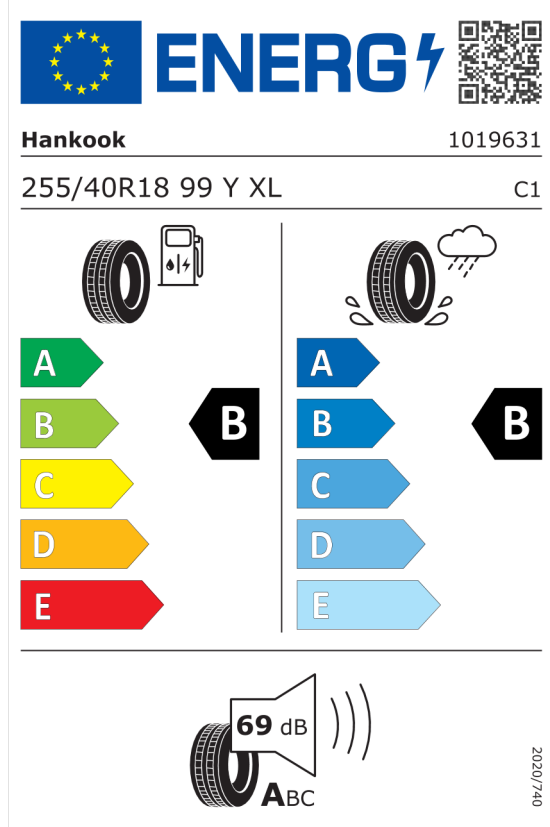 ENERG
Hankook 1019631
255/40R18 99 Y XL C1
A A
B B B B
C C
D D
E E
69 dB
ABC
2020/740